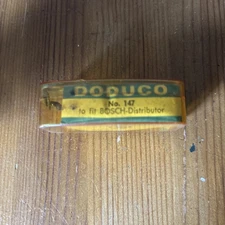 DODUCO
No. 147
to fit BOSCH-Distributor